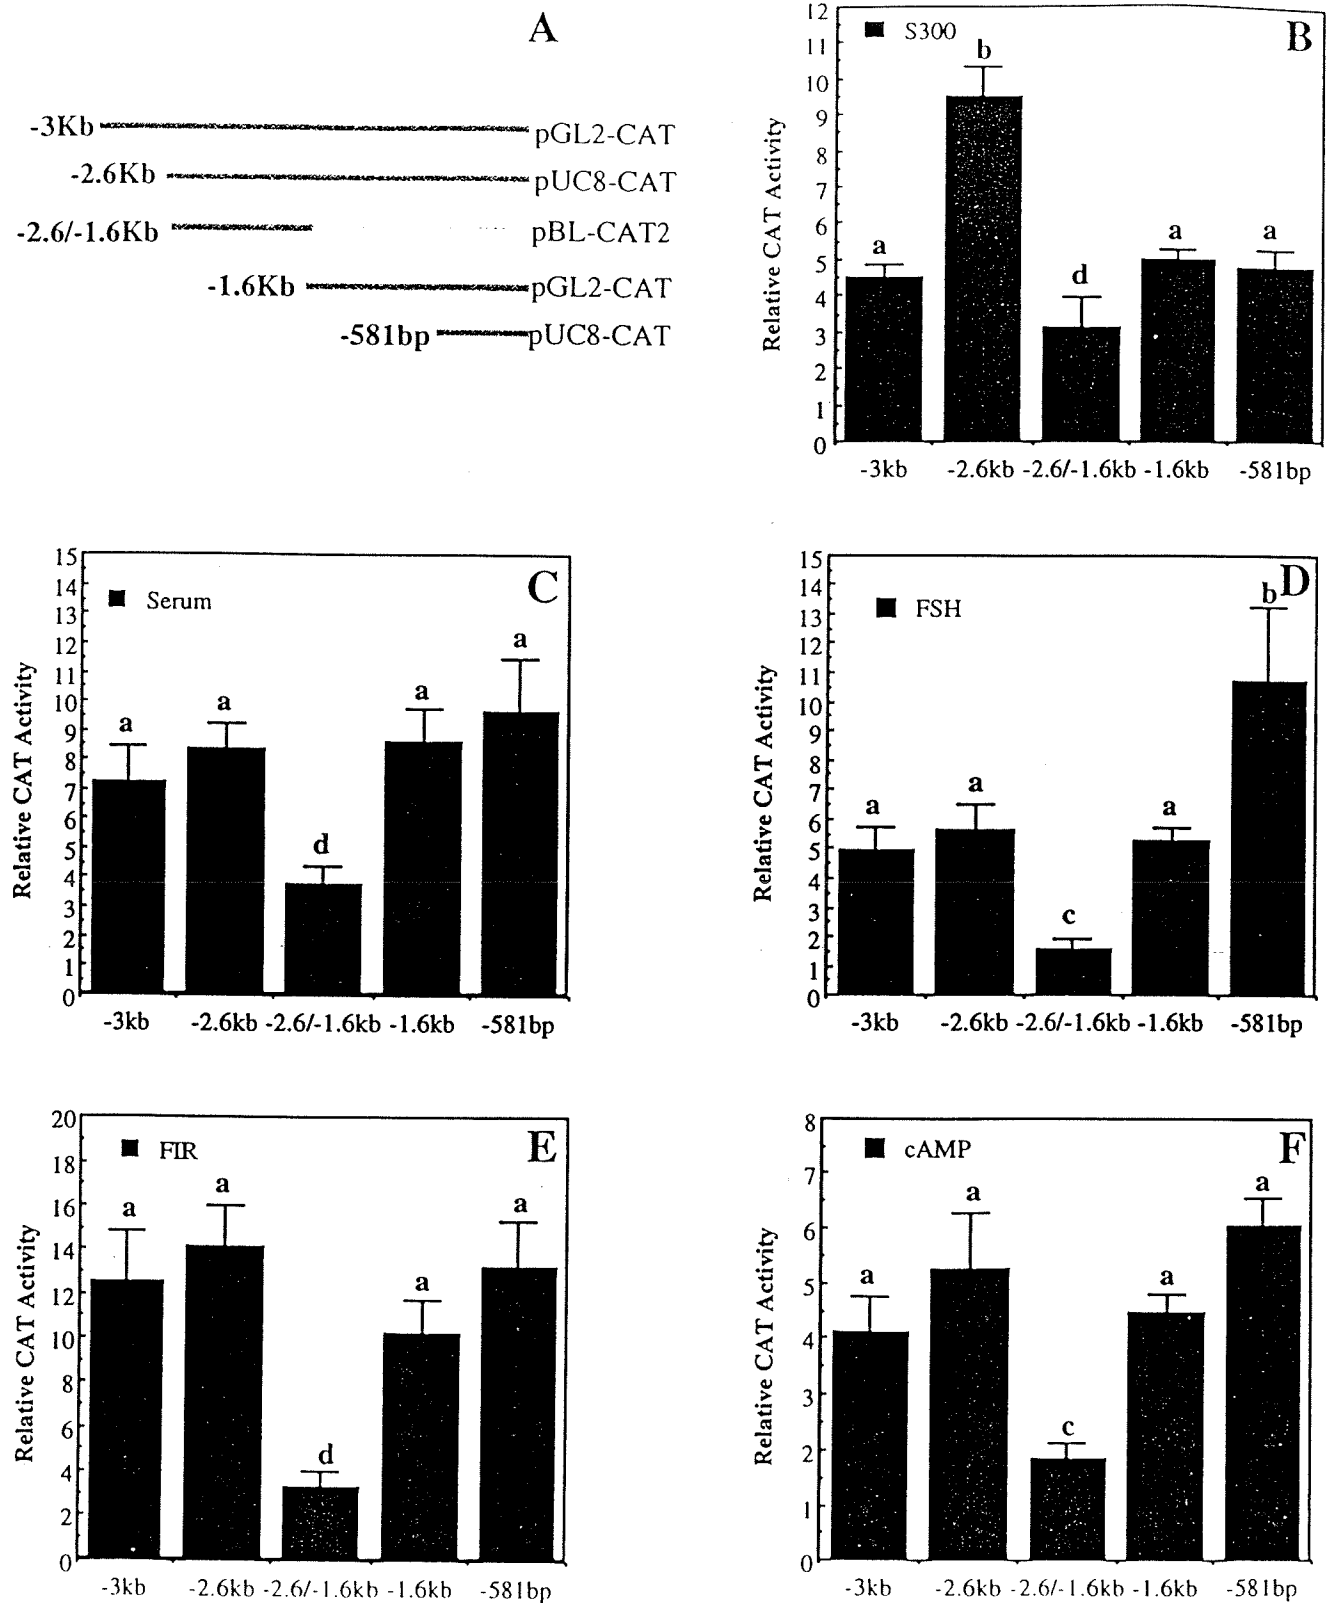 A
-3Kb pGL2-CAT
-2.6Kb pUC8-CAT
-2.6/-1.6Kb pBL-CAT2
-1.6Kb pGL2-CAT
-581bp pUC8-CAT
B
S300
Relative CAT Activity
12
11
10
9
8
7
6
5
4
3
2
1
0
a b d a a
-3kb -2.6kb -2.6/-1.6kb -1.6kb -581bp
C
Serum
Relative CAT Activity
15
14
13
12
11
10
9
8
7
6
5
4
3
2
1
0
a a d a a
-3kb -2.6kb -2.6/-1.6kb -1.6kb -581bp
D
FSH
Relative CAT Activity
15
14
13
12
11
10
9
8
7
6
5
4
3
2
1
0
a a c a b
-3kb -2.6kb -2.6/-1.6kb -1.6kb -581bp
E
FIR
Relative CAT Activity
20
18
16
14
12
10
8
6
4
2
0
a a d a a
-3kb -2.6kb -2.6/-1.6kb -1.6kb -581bp
F
cAMP
Relative CAT Activity
8
7
6
5
4
3
2
1
0
a a c a a
-3kb -2.6kb -2.6/-1.6kb -1.6kb -581bp